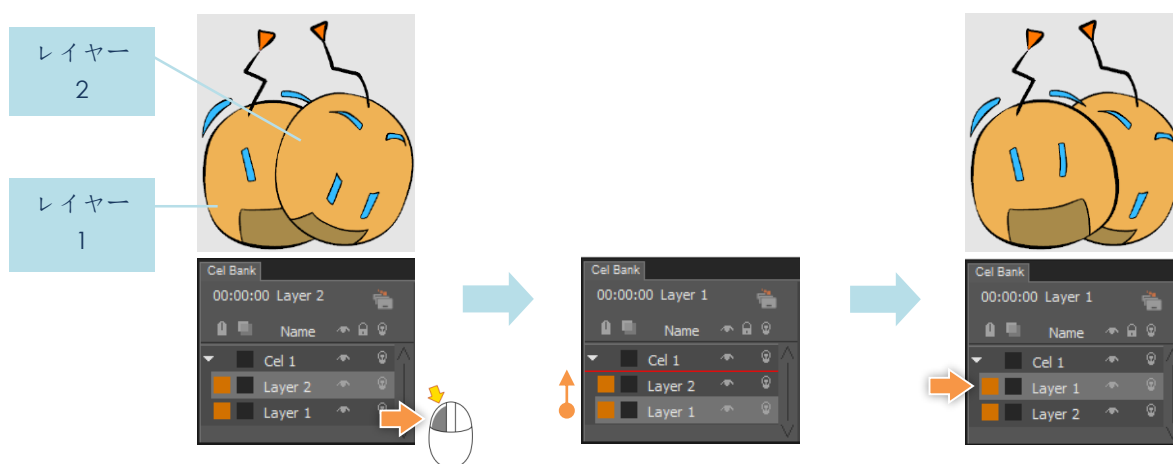 レイヤー
2
レイヤー
1
Cel Bank
00:00:00 Layer 2
Name
Cel 1
Layer 2
Layer 1
Cel Bank
00:00:00 Layer 1
Name
Cel 1
Layer 2
Layer 1
Cel Bank
00:00:00 Layer 1
Name
Cel 1
Layer 1
Layer 2